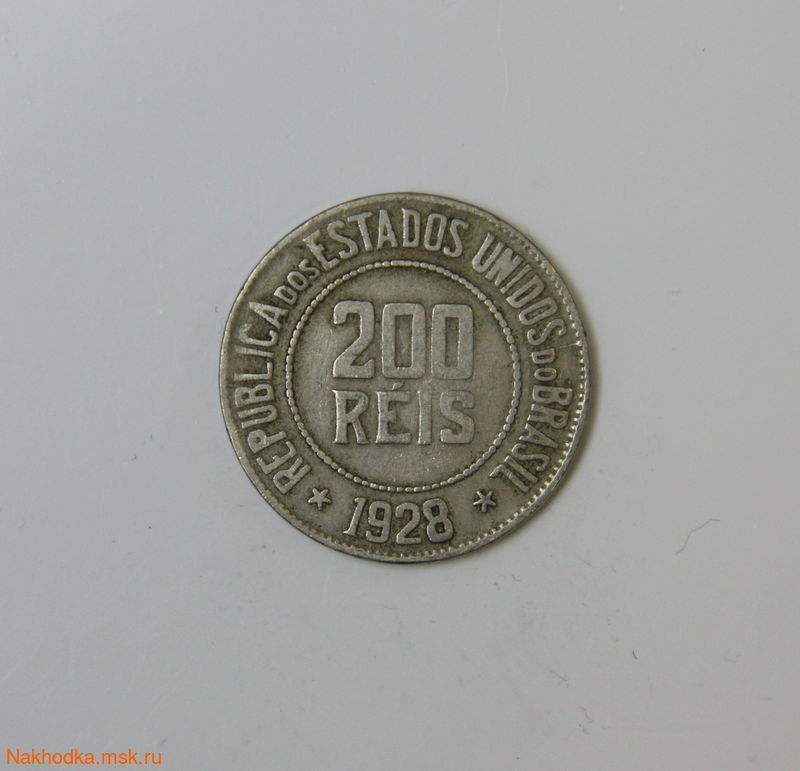 REPUBLICA DOS ESTADOS UNIDOS DO BRASIL
200
RÉIS
1928
Nakhodka.msk.ru